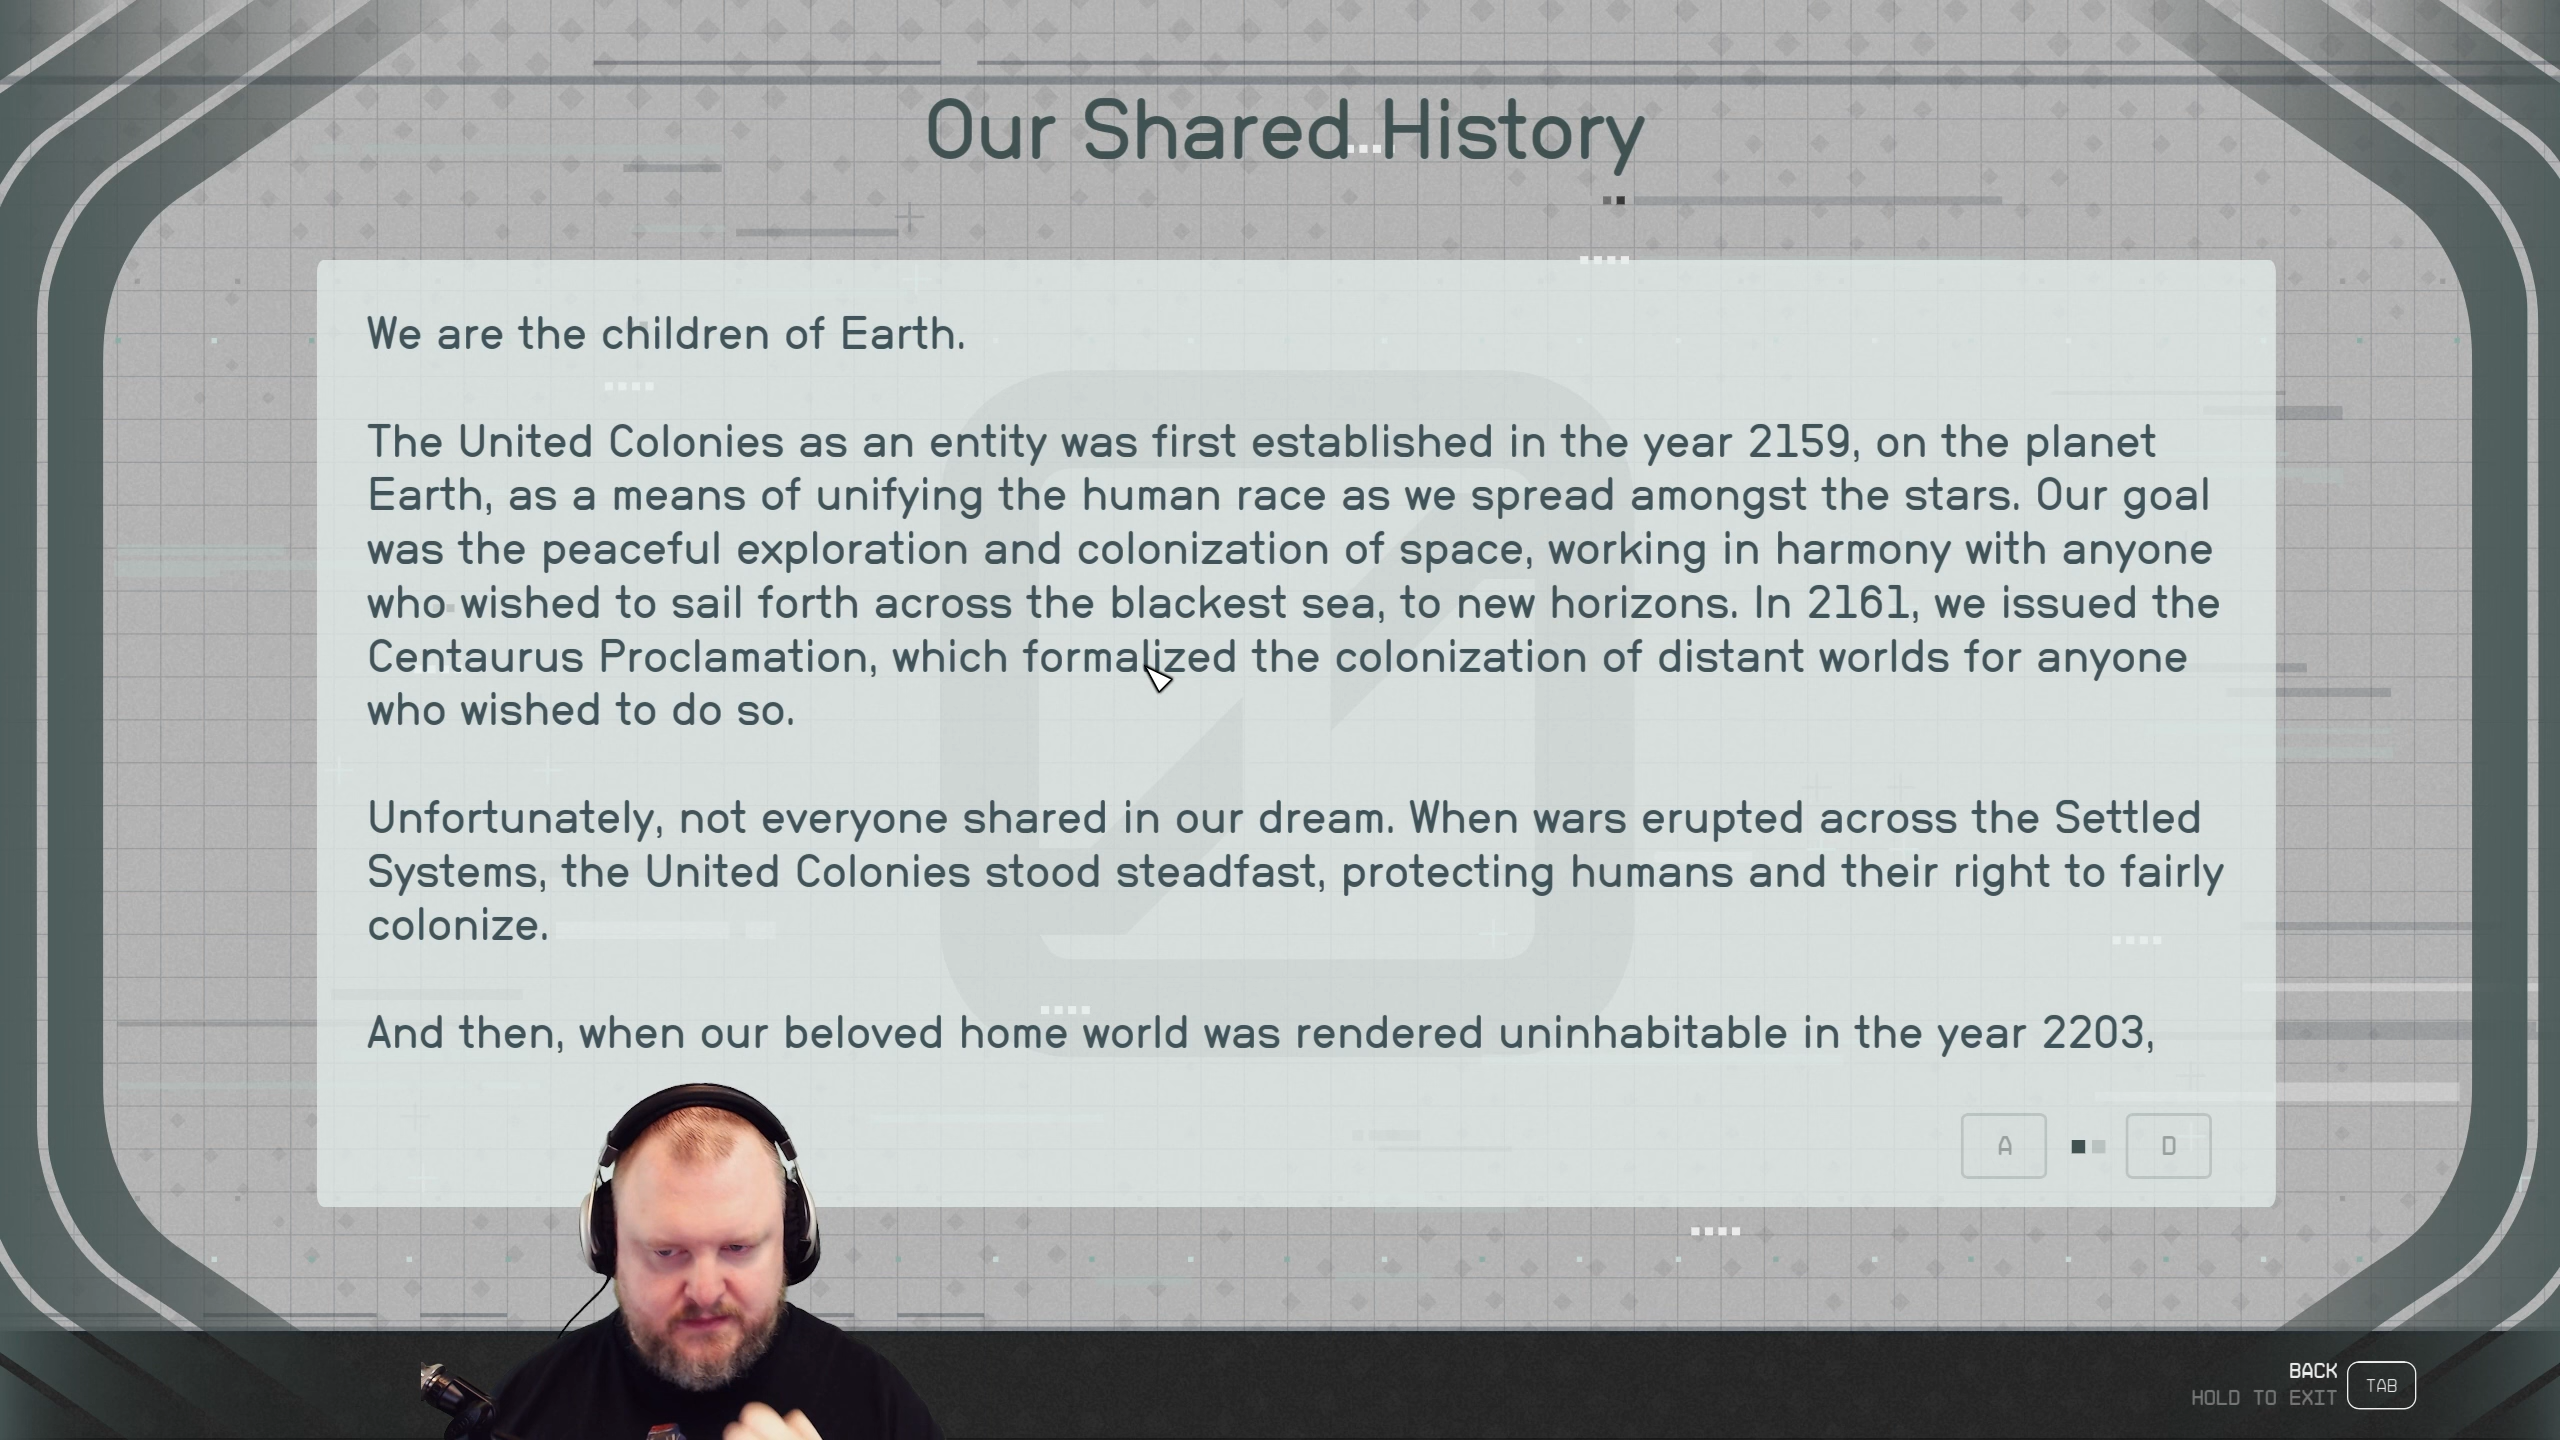 Our Shared History
We are the children of Earth.
The United Colonies as an entity was first established in the year 2159, on the planet
Earth, as a means of unifying the human race as we spread amongst the stars. Our goal
was the peaceful exploration and colonization of space, working in harmony with anyone
who wished to sail forth across the blackest sea, to new horizons. In 2161, we issued the
Centaurus Proclamation, which formalized the colonization of distant worlds for anyone
who wished to do so.
Unfortunately, not everyone shared in our dream. When wars erupted across the Settled
Systems, the United Colonies stood steadfast, protecting humans and their right to fairly
colonize.
And then, when our beloved home world was rendered uninhabitable in the year 2203,
A D
BACK
HOLD TO EXIT
TAB